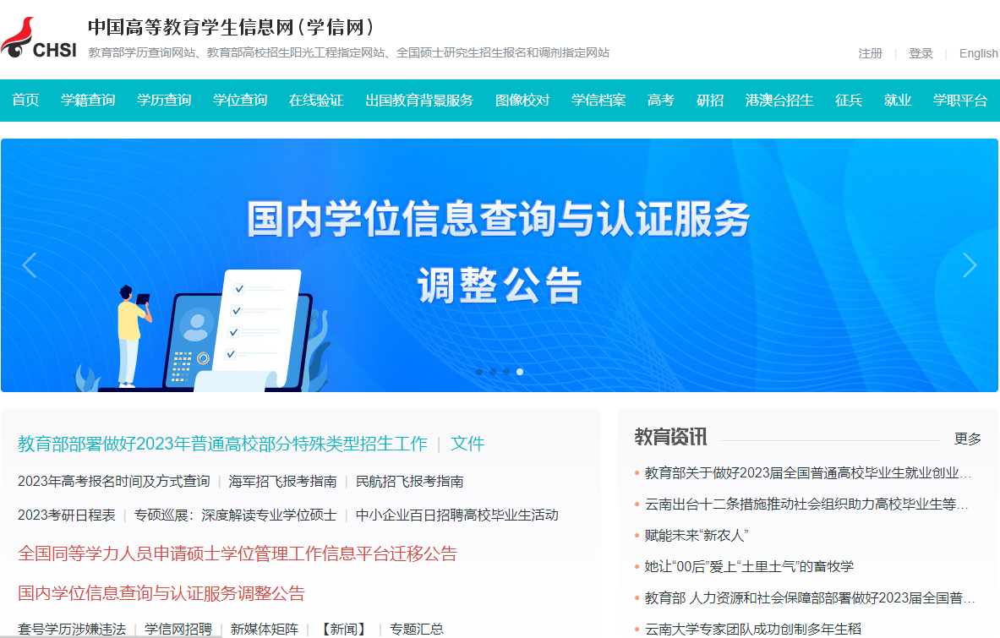 中国高等教育学生信息网(学信网)
CHSI
教育部学历查询网站、教育部高校招生阳光工程指定网站、全国硕士研究生招生报名和调剂指定网站
注册 | 登录 | English
首页 学籍查询 学历查询 学位查询 在线验证 出国教育背景服务 图像校对 学信档案 高考 研招 港澳台招生 征兵 就业 学职平台
国内学位信息查询与认证服务
调整公告
教育部部署做好2023年普通高校部分特殊类型招生工作 | 文件
2023年高考报名时间及方式查询 | 海军招飞报考指南 | 民航招飞报考指南
2023考研日程表 | 专硕巡展：深度解读专业学位硕士 | 中小企业百日招聘高校毕业生活动
全国同等学力人员申请硕士学位管理工作信息平台迁移公告
国内学位信息查询与认证服务调整公告
套号学历涉嫌违法 | 学信网招聘 | 新媒体矩阵 | 【新闻】 | 专题汇总
教育资讯 更多
教育部关于做好2023届全国普通高校毕业生就业创业...
云南出台十二条措施推动社会组织助力高校毕业生等...
赋能未来“新农人”
她让“00后”爱上“土里土气”的畜牧学
教育部 人力资源和社会保障部部署做好2023届全国普...
云南大学专家团队成功创制多年生稻